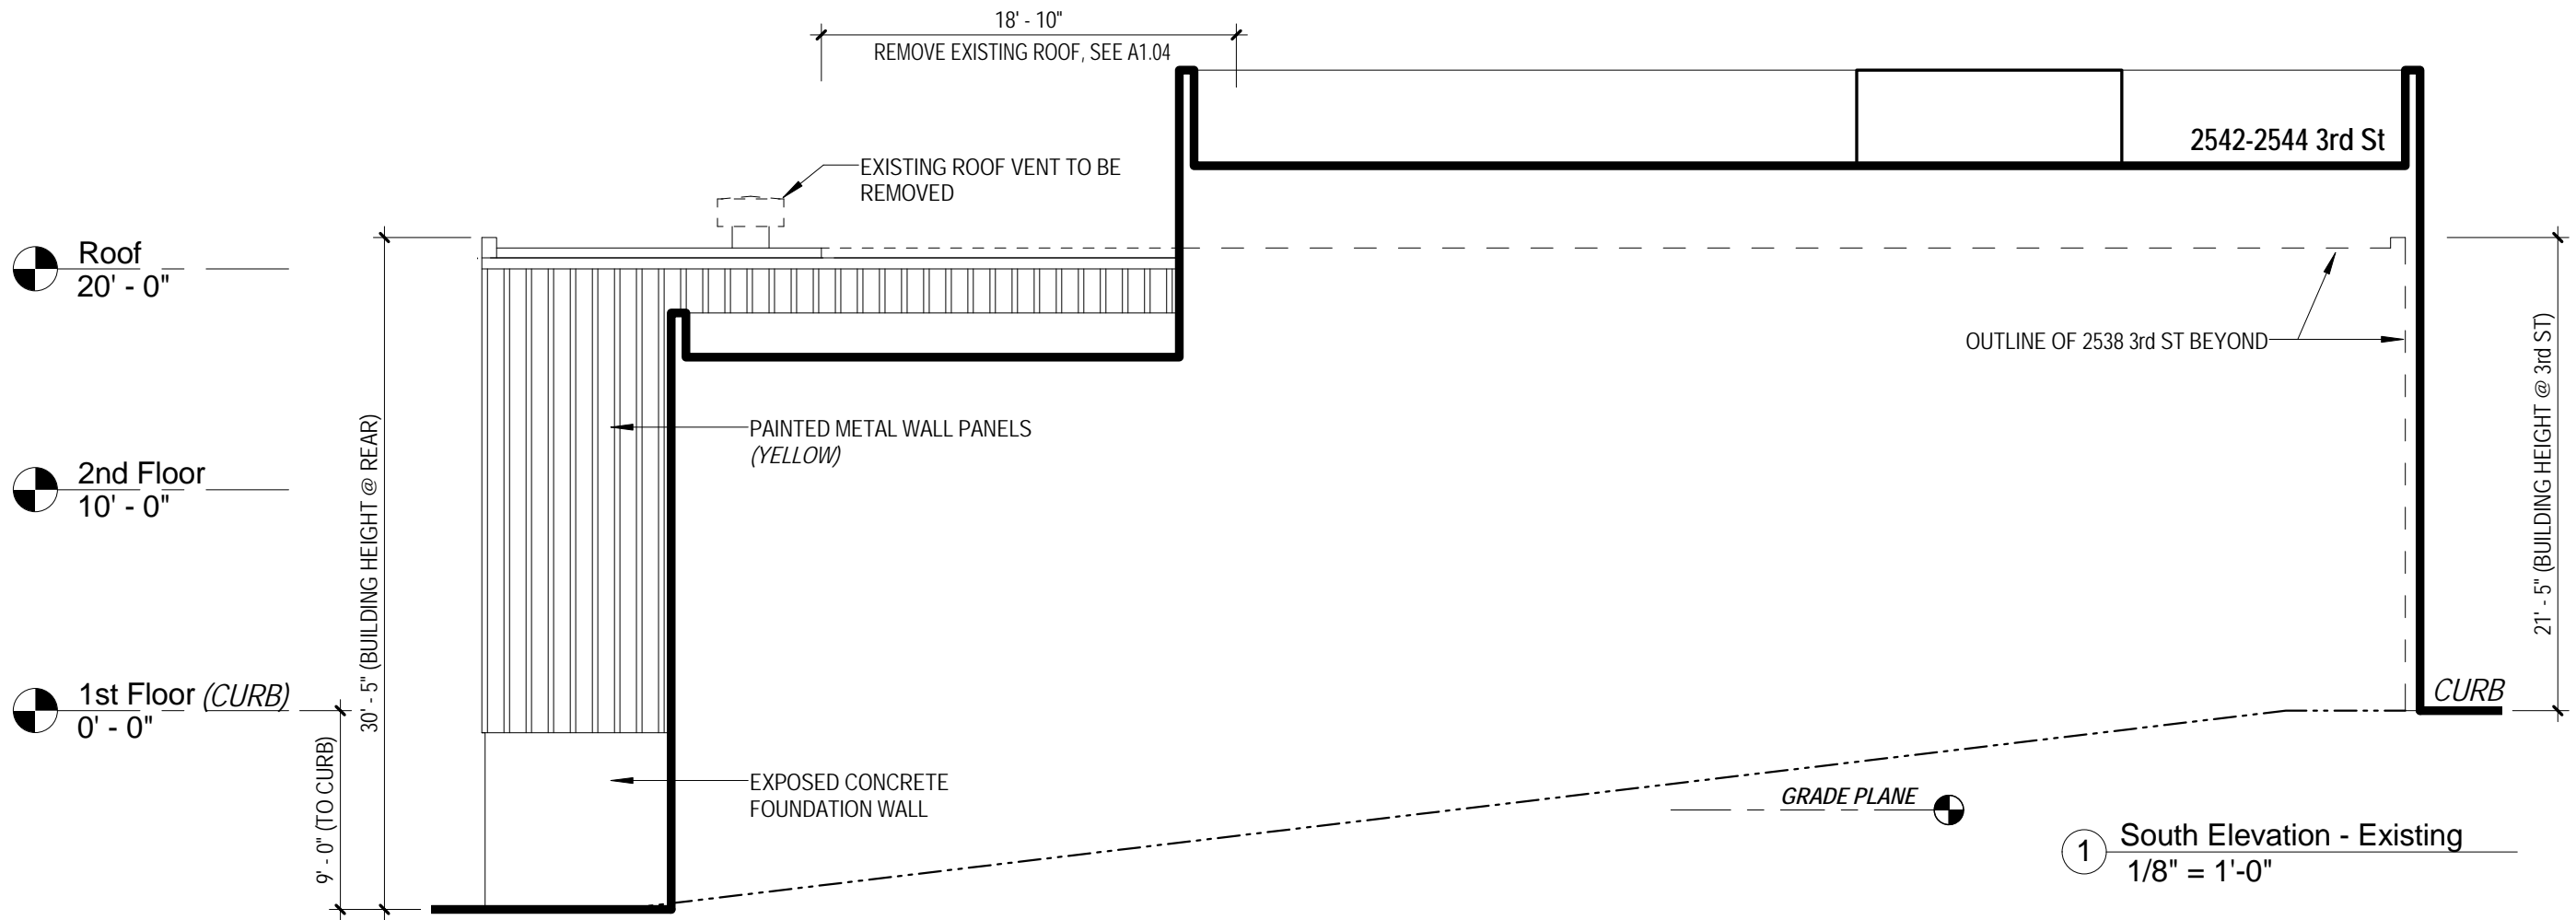 18' - 10"
REMOVE EXISTING ROOF, SEE A1.04
2542-2544 3rd St
EXISTING ROOF VENT TO BE
REMOVED
Roof
20' - 0"
OUTLINE OF 2538 3rd ST BEYOND
21' - 5" (BUILDING HEIGHT @ 3rd ST)
30' - 5" (BUILDING HEIGHT @ REAR)
PAINTED METAL WALL PANELS
(YELLOW)
2nd Floor
10' - 0"
1st Floor (CURB)
0' - 0"
CURB
9' - 0" (TO CURB)
EXPOSED CONCRETE
FOUNDATION WALL
GRADE PLANE
1 South Elevation - Existing
1/8" = 1'-0"